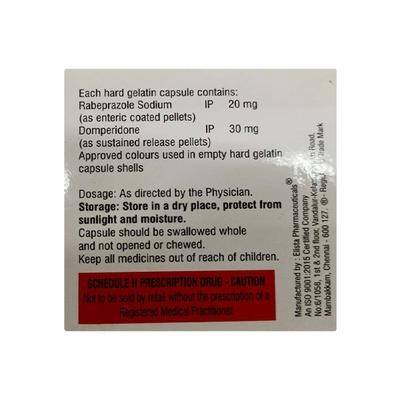 Each hard gelatin capsule contains:
Rabeprazole Sodium IP 20 mg
(as enteric coated pellets)
Domperidone IP 30 mg
(as sustained release pellets)
Approved colours used in empty hard gelatin
capsule shells
Dosage: As directed by the Physician.
Storage: Store in a dry place, protect from
sunlight and moisture.
Capsule should be swallowed whole
and not opened or chewed.
Keep all medicines out of reach of children.
SCHEDULE H PRESCRIPTION DRUG - CAUTION
Not to be sold by retail without the prescription of a
Registered Medical Practitioner.
Manufactured by : Elista Pharmaceuticals®
An ISO 9001:2015 Certified Company
No:6/1058, 1st & 2nd floor, Vandalur- Road,
Mambakkam, Chennai - 600 127. ®- Trade Mark